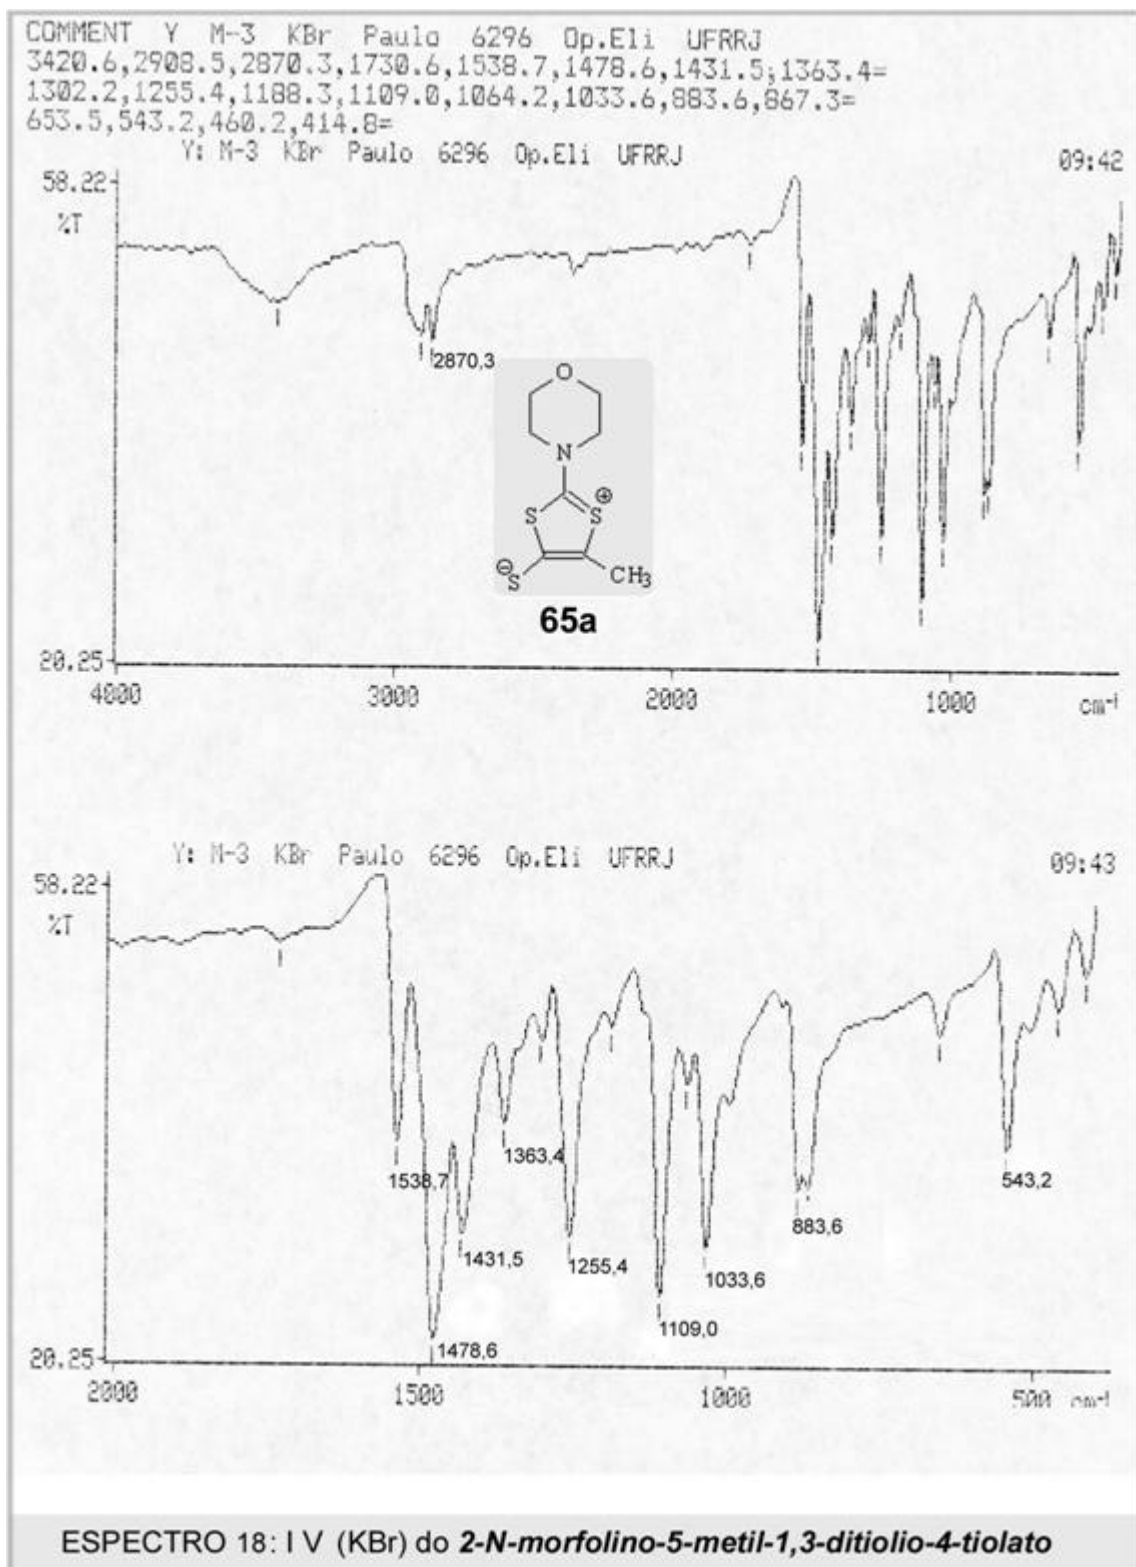 COMMENT Y M-3 KBr Paulo 6296 Op.Eli UFRRJ
3420.6,2908.5,2870.3,1730.6,1538.7,1478.6,1431.5;1363.4=
1302.2,1255.4,1188.3,1109.0,1064.2,1033.6,883.6,867.3=
653.5,543.2,460.2,414.8=
Y: M-3 KBr Paulo 6296 Op.Eli UFRRJ 09:42
58.22
%T
2870,3
O
N
S S ⊕
⊖ S CH3
65a
20.25
4000 3000 2000 1000 cm-1
Y: M-3 KBr Paulo 6296 Op.Eli UFRRJ 09:43
58.22
%T
1538,7
1363,4
543,2
883,6
1431,5
1255,4
1033,6
1109,0
1478,6
20.25
2000 1500 1000 500 cm-1
ESPECTRO 18: I V (KBr) do 2-N-morfolino-5-metil-1,3-ditiolio-4-tiolato